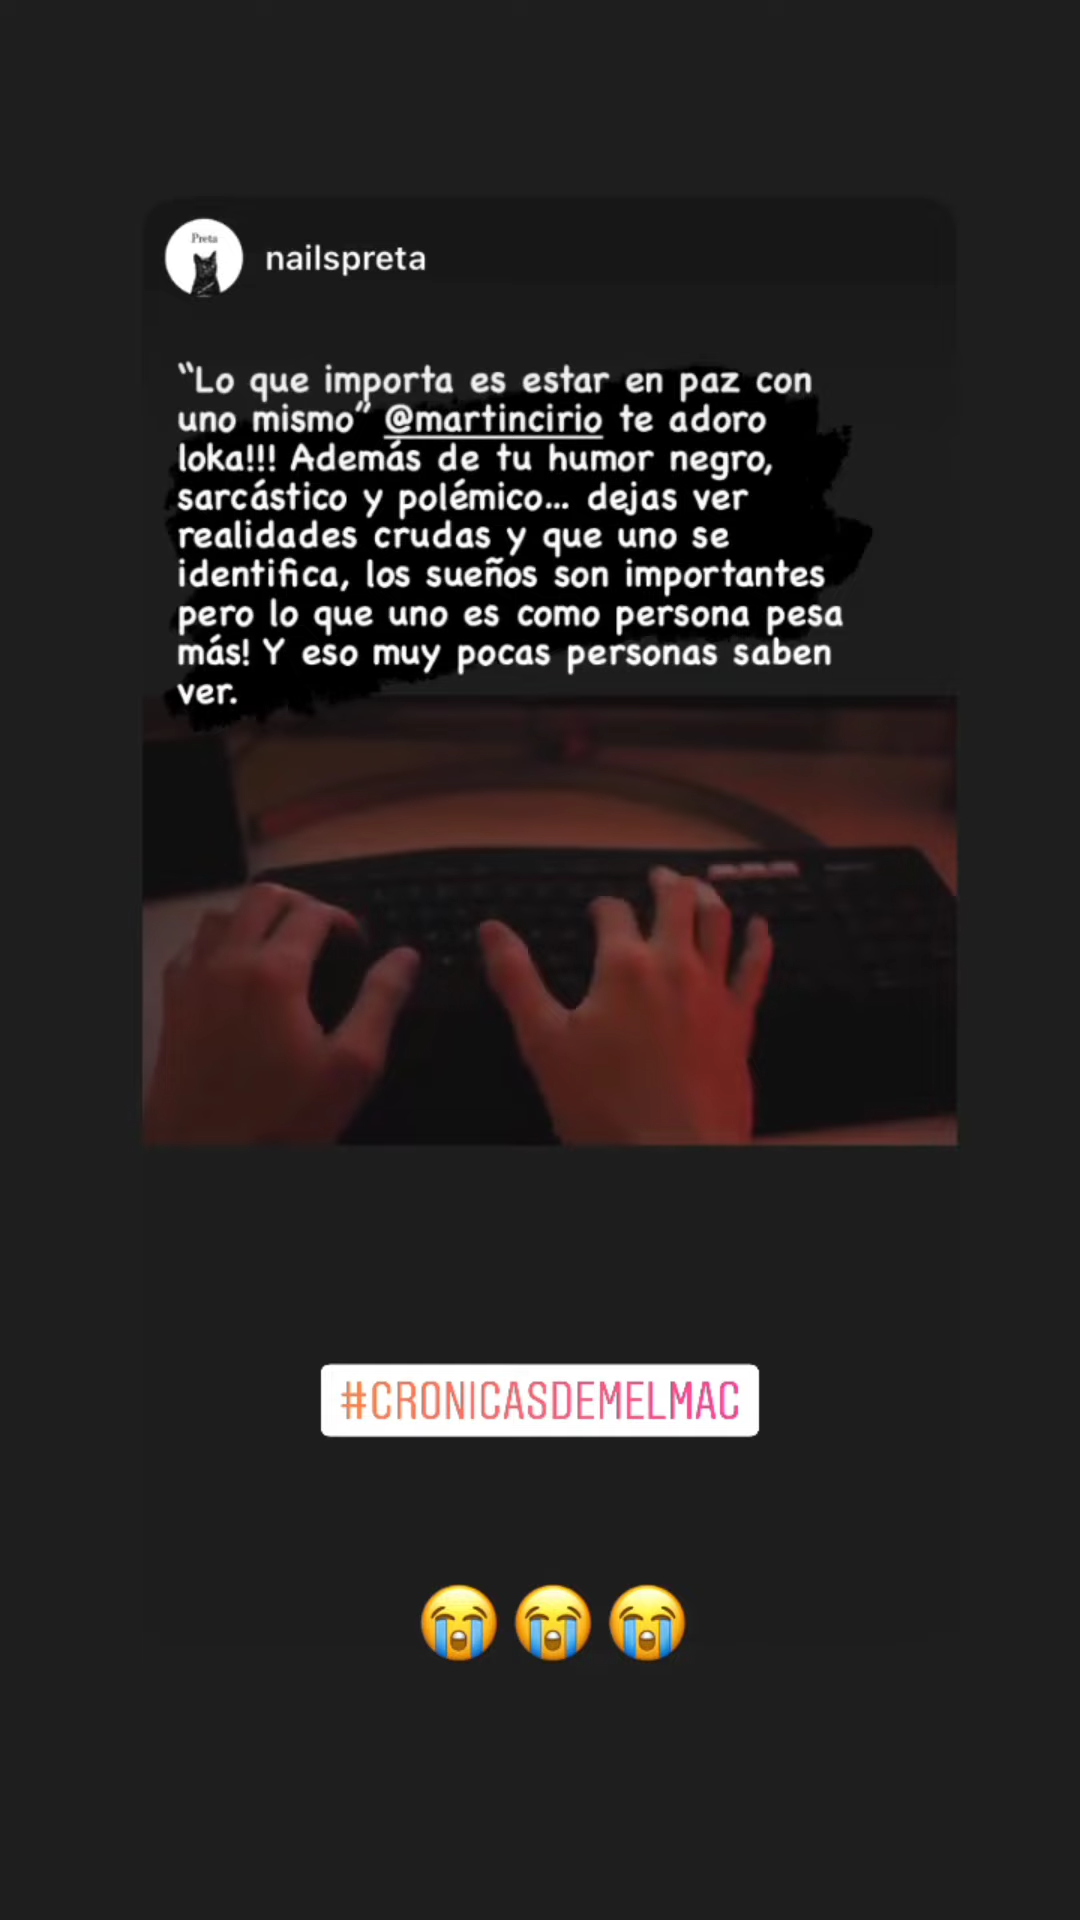 Preta
nailspreta
“Lo que importa es estar en paz con
uno mismo” @martincirio te adoro
loka!!! Además de tu humor negro,
sarcástico y polémico... dejas ver
realidades crudas y que uno se
identifica, los sueños son importantes
pero lo que uno es como persona pesa
más! Y eso muy pocas personas saben
ver.
#CRONICASDEMELMAC